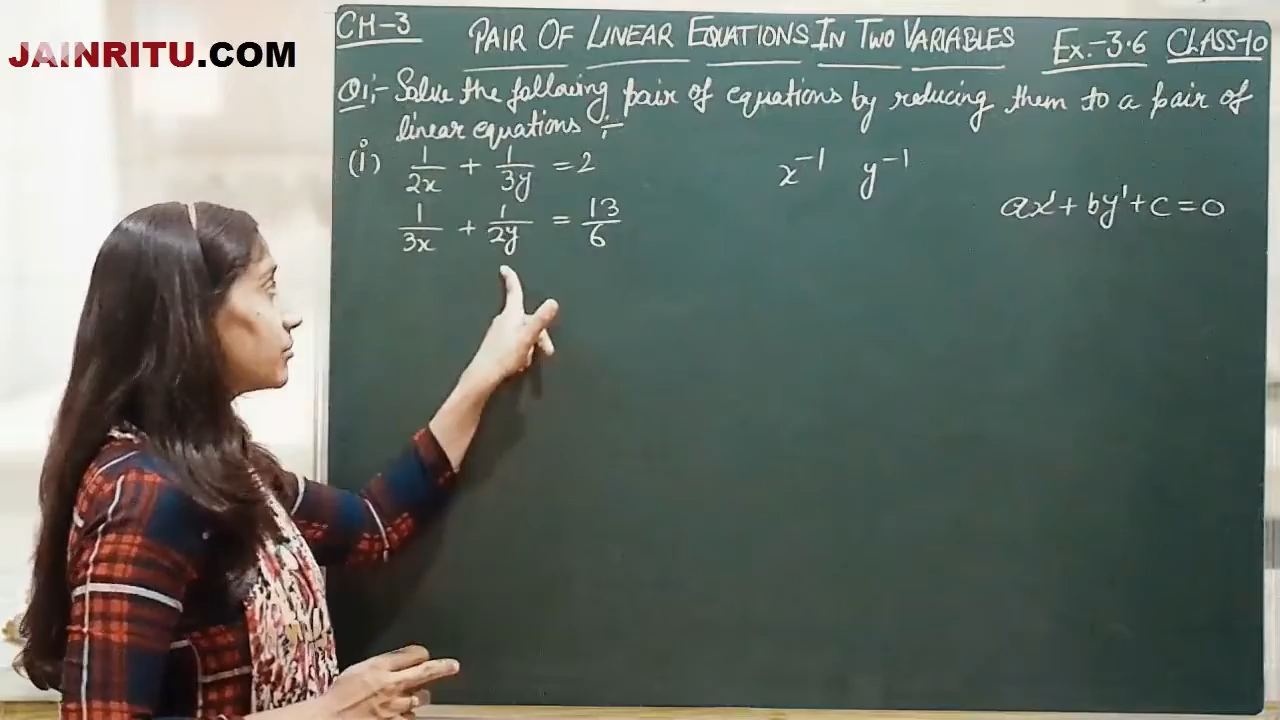 JAINRITU.COM
CH-3 PAIR OF LINEAR EQUATIONS IN TWO VARIABLES Ex.-3.6 CLASS-10
Q1:- Solve the following pair of equations by reducing them to a pair of
linear equations :-
(i) 1/2x + 1/3y = 2
1/3x + 1/2y = 13/6
x⁻¹ y⁻¹
ax¹ + by¹ + c = 0